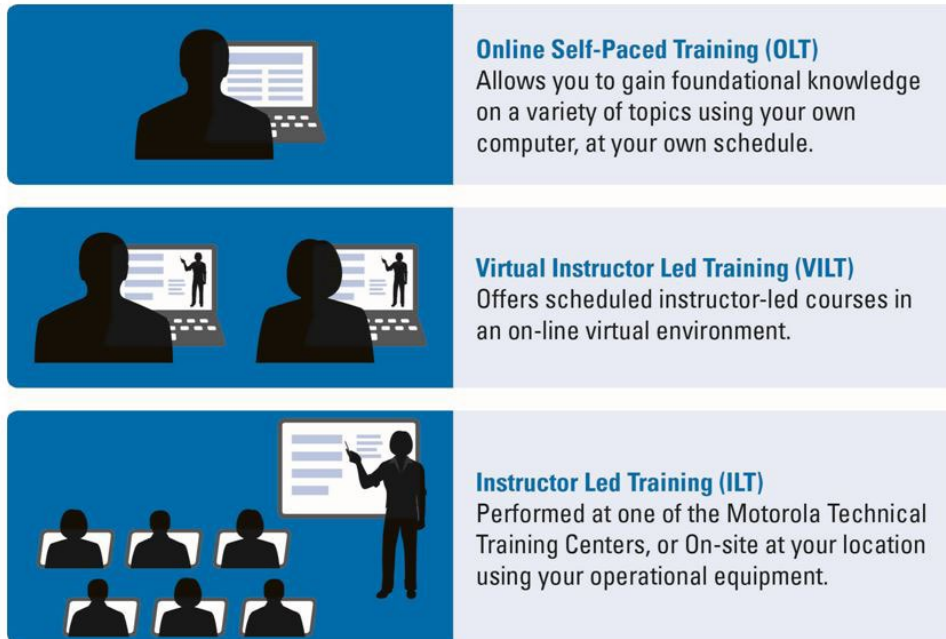 Online Self-Paced Training (OLT)
Allows you to gain foundational knowledge
on a variety of topics using your own
computer, at your own schedule.
Virtual Instructor Led Training (VILT)
Offers scheduled instructor-led courses in
an on-line virtual environment.
Instructor Led Training (ILT)
Performed at one of the Motorola Technical
Training Centers, or On-site at your location
using your operational equipment.